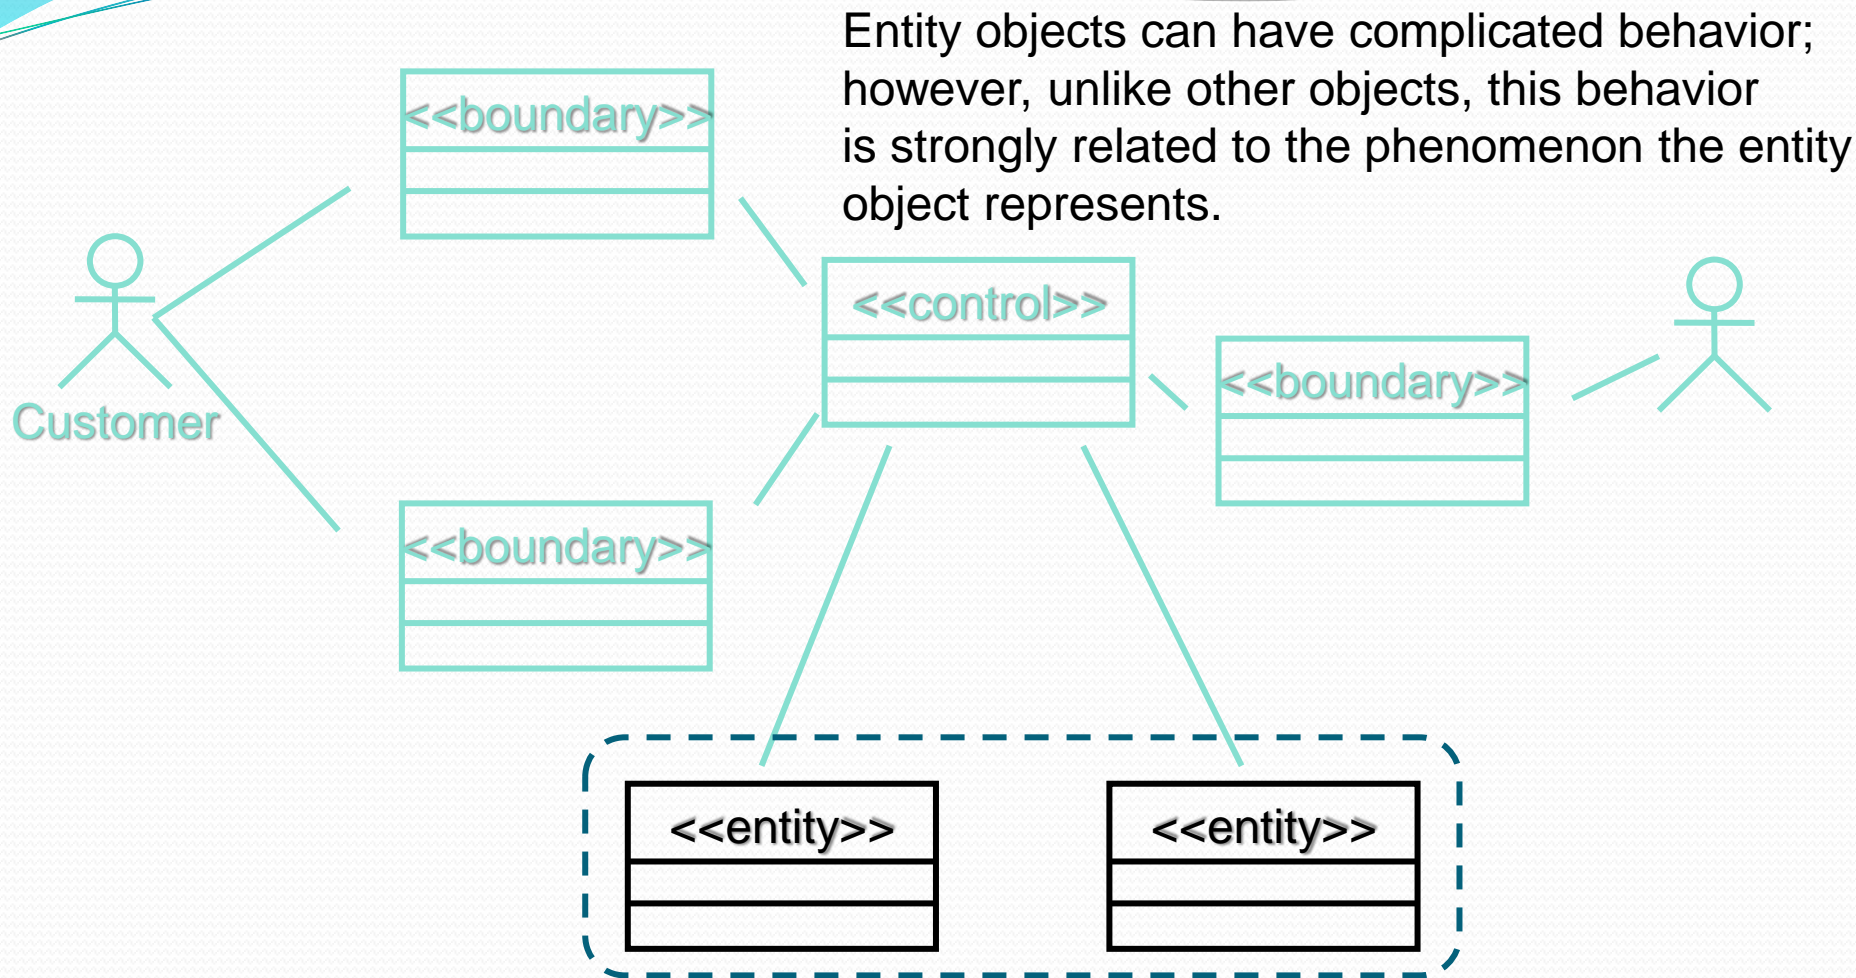 Entity objects can have complicated behavior;
however, unlike other objects, this behavior
is strongly related to the phenomenon the entity
object represents.
<<boundary>>
<<control>>
<<boundary>>
Customer
<<boundary>>
<<entity>>
<<entity>>